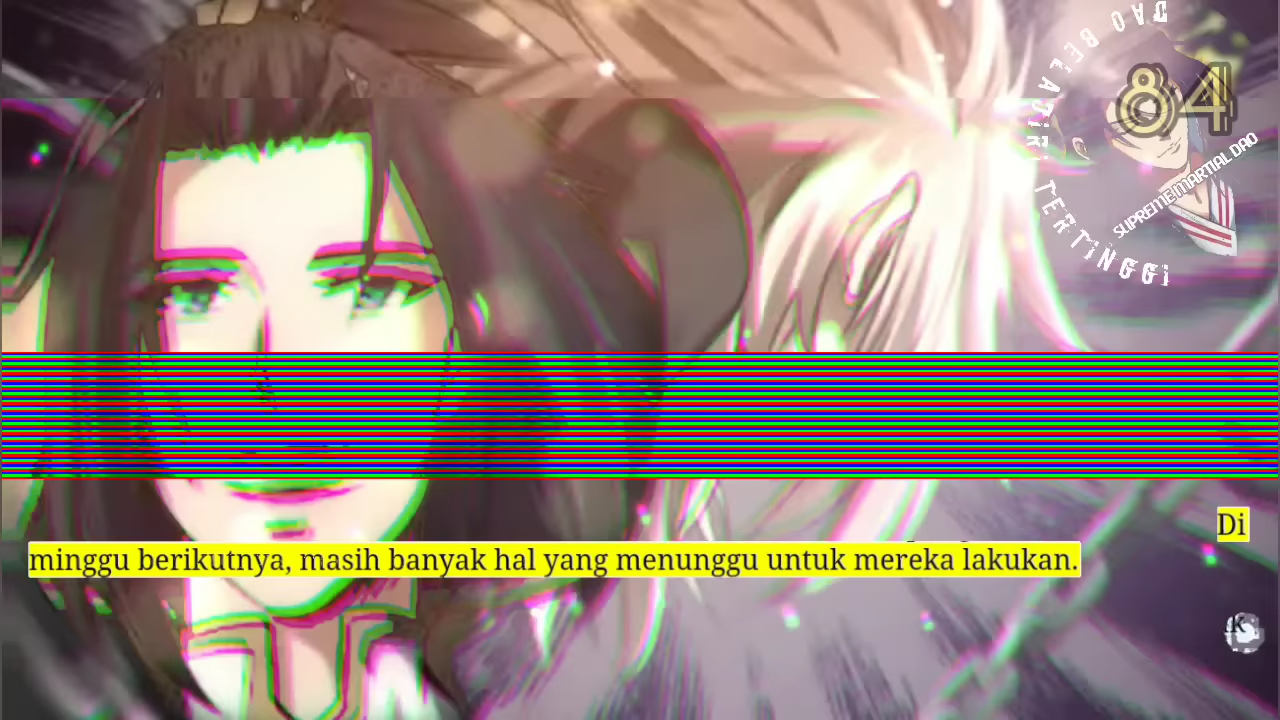 DAO BELADIRI TERTINGGI
84
SUPREME MARTIAL DAO
Di
minggu berikutnya, masih banyak hal yang menunggu untuk mereka lakukan.
K